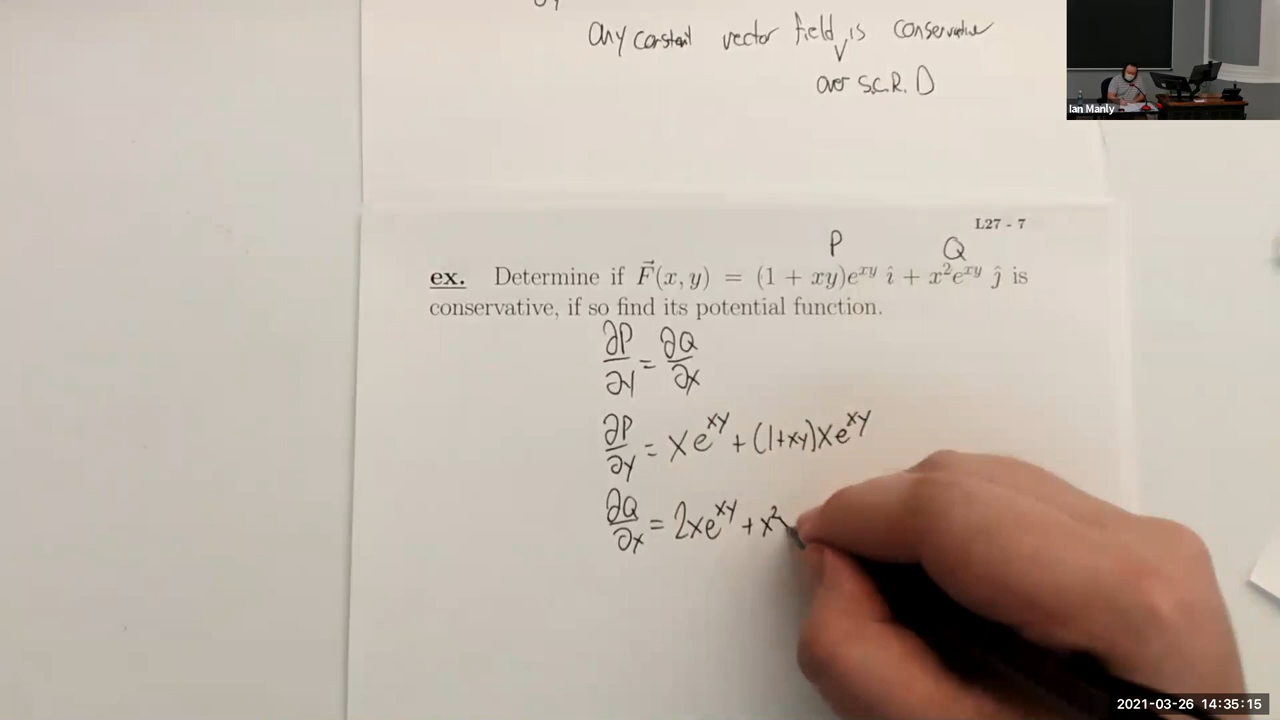 any constant vector field is conservative
over S.C.R. D
Ian Manly
L27 - 7
P Q
ex. Determine if F⃗(x, y) = (1 + xy)e^{xy} î + x²e^{xy} ĵ is
conservative, if so find its potential function.
∂P/∂y = ∂Q/∂x
∂P/∂y = xe^{xy} + (1+xy)xe^{xy}
∂Q/∂x = 2xe^{xy} + x²
2021-03-26 14:35:15